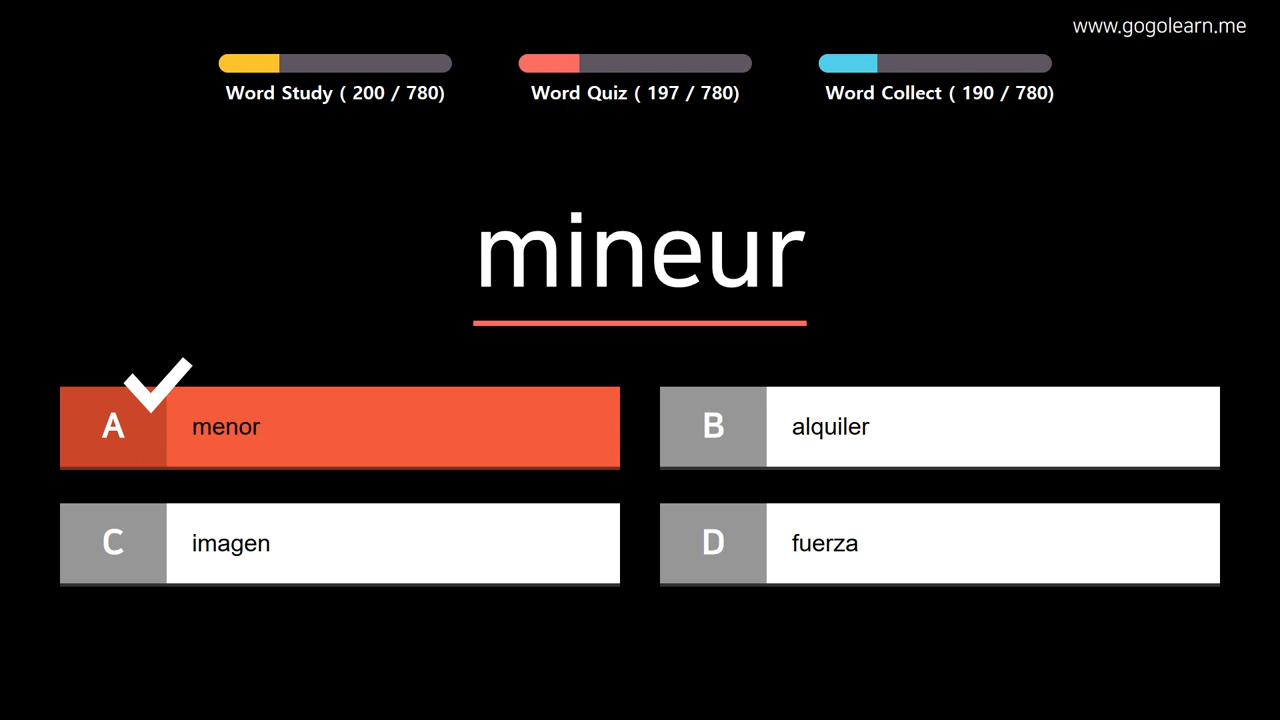 www.gogolearn.me
Word Study ( 200 / 780)
Word Quiz ( 197 / 780)
Word Collect ( 190 / 780)
mineur
A menor
B alquiler
C imagen
D fuerza